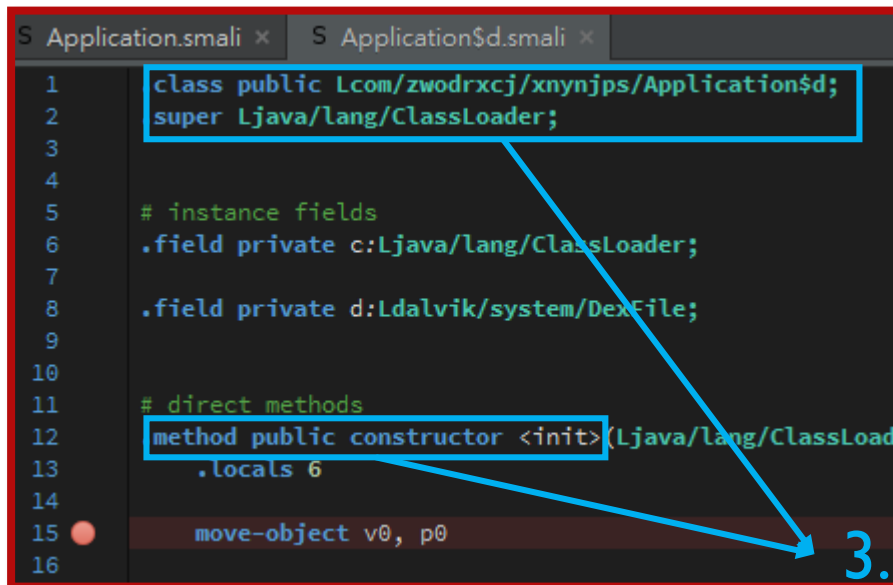 S Application.smali × S Application$d.smali ×
1 class public Lcom/zwodrxcj/xnynjps/Application$d;
2 super Ljava/lang/ClassLoader;
3
4
5 # instance fields
6 .field private c:Ljava/lang/ClassLoader;
7
8 .field private d:Ldalvik/system/DexFile;
9
10
11 # direct methods
12 method public constructor <init>(Ljava/lang/ClassLoad
13 .locals 6
14
15 move-object v0, p0
16
3.